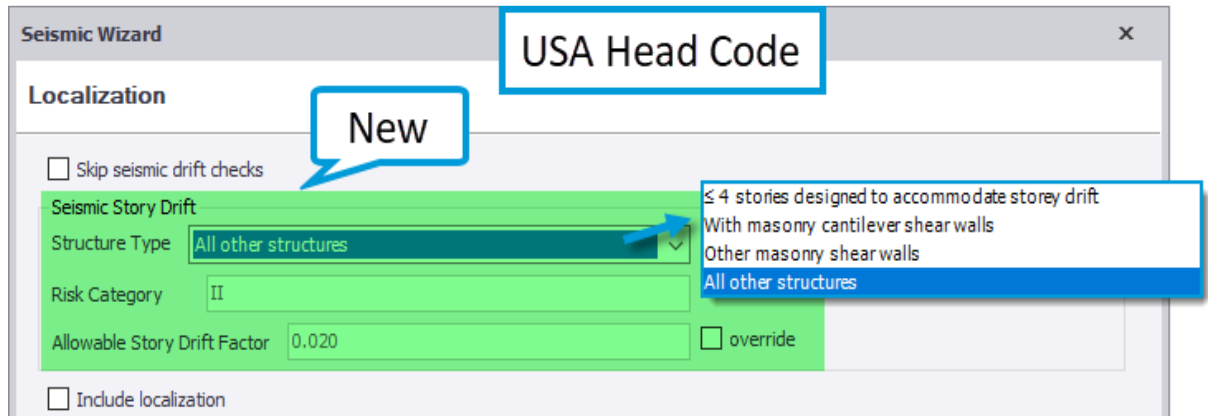 Seismic Wizard
x
USA Head Code
Localization
New
Skip seismic drift checks
Seismic Story Drift
Structure Type All other structures
≤ 4 stories designed to accommodate storey drift
With masonry cantilever shear walls
Other masonry shear walls
All other structures
Risk Category II
Allowable Story Drift Factor 0.020 override
Include localization